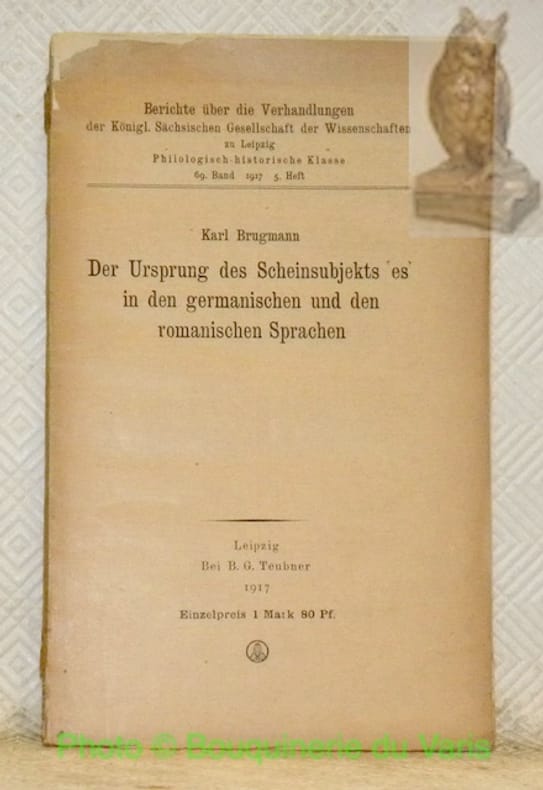 Berichte über die Verhandlungen
der Königl. Sächsischen Gesellschaft der Wissenschaften
zu Leipzig
Philologisch-historische Klasse
69. Band 1917 5. Heft
Karl Brugmann
Der Ursprung des Scheinsubjekts 'es'
in den germanischen und den
romanischen Sprachen
Leipzig
Bei B. G. Teubner
1917
Einzelpreis 1 Mark 80 Pf.
Photo © Bouquinerie du Varis